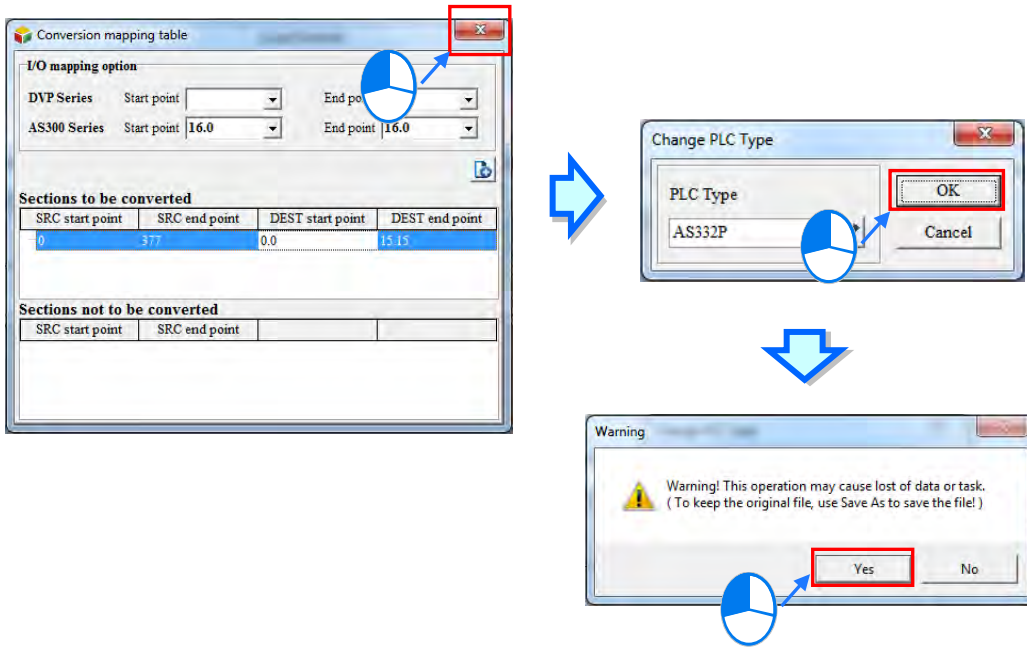 Conversion mapping table
I/O mapping option
DVP Series Start point End po
AS300 Series Start point 16.0 End point 16.0
Sections to be converted
SRC start point SRC end point DEST start point DEST end point
0 377 0.0 15.15
Sections not to be converted
SRC start point SRC end point
Change PLC Type
PLC Type
AS332P
OK
Cancel
Warning
Warning! This operation may cause lost of data or task.
( To keep the original file, use Save As to save the file! )
Yes No